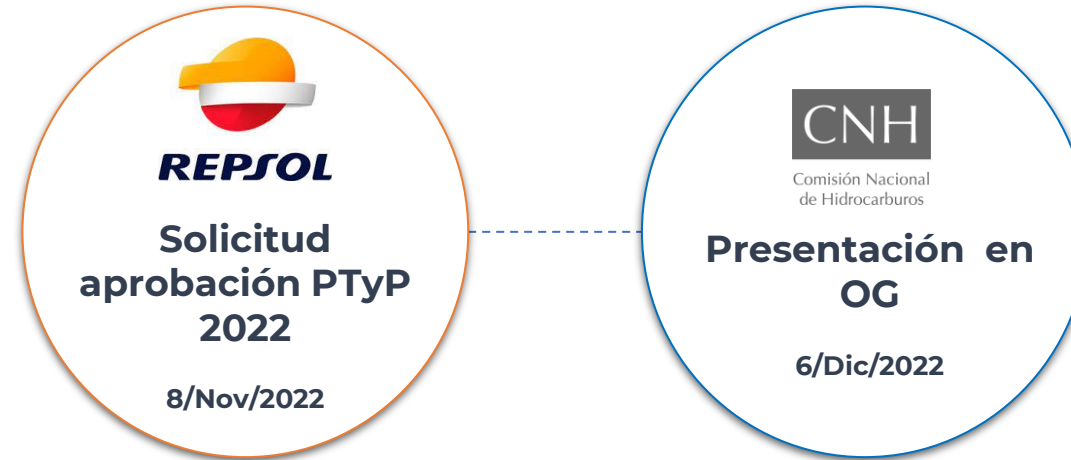 REPSOL
Solicitud
aprobación PTyP
2022
8/Nov/2022
CNH
Comisión Nacional
de Hidrocarburos
Presentación en
OG
6/Dic/2022